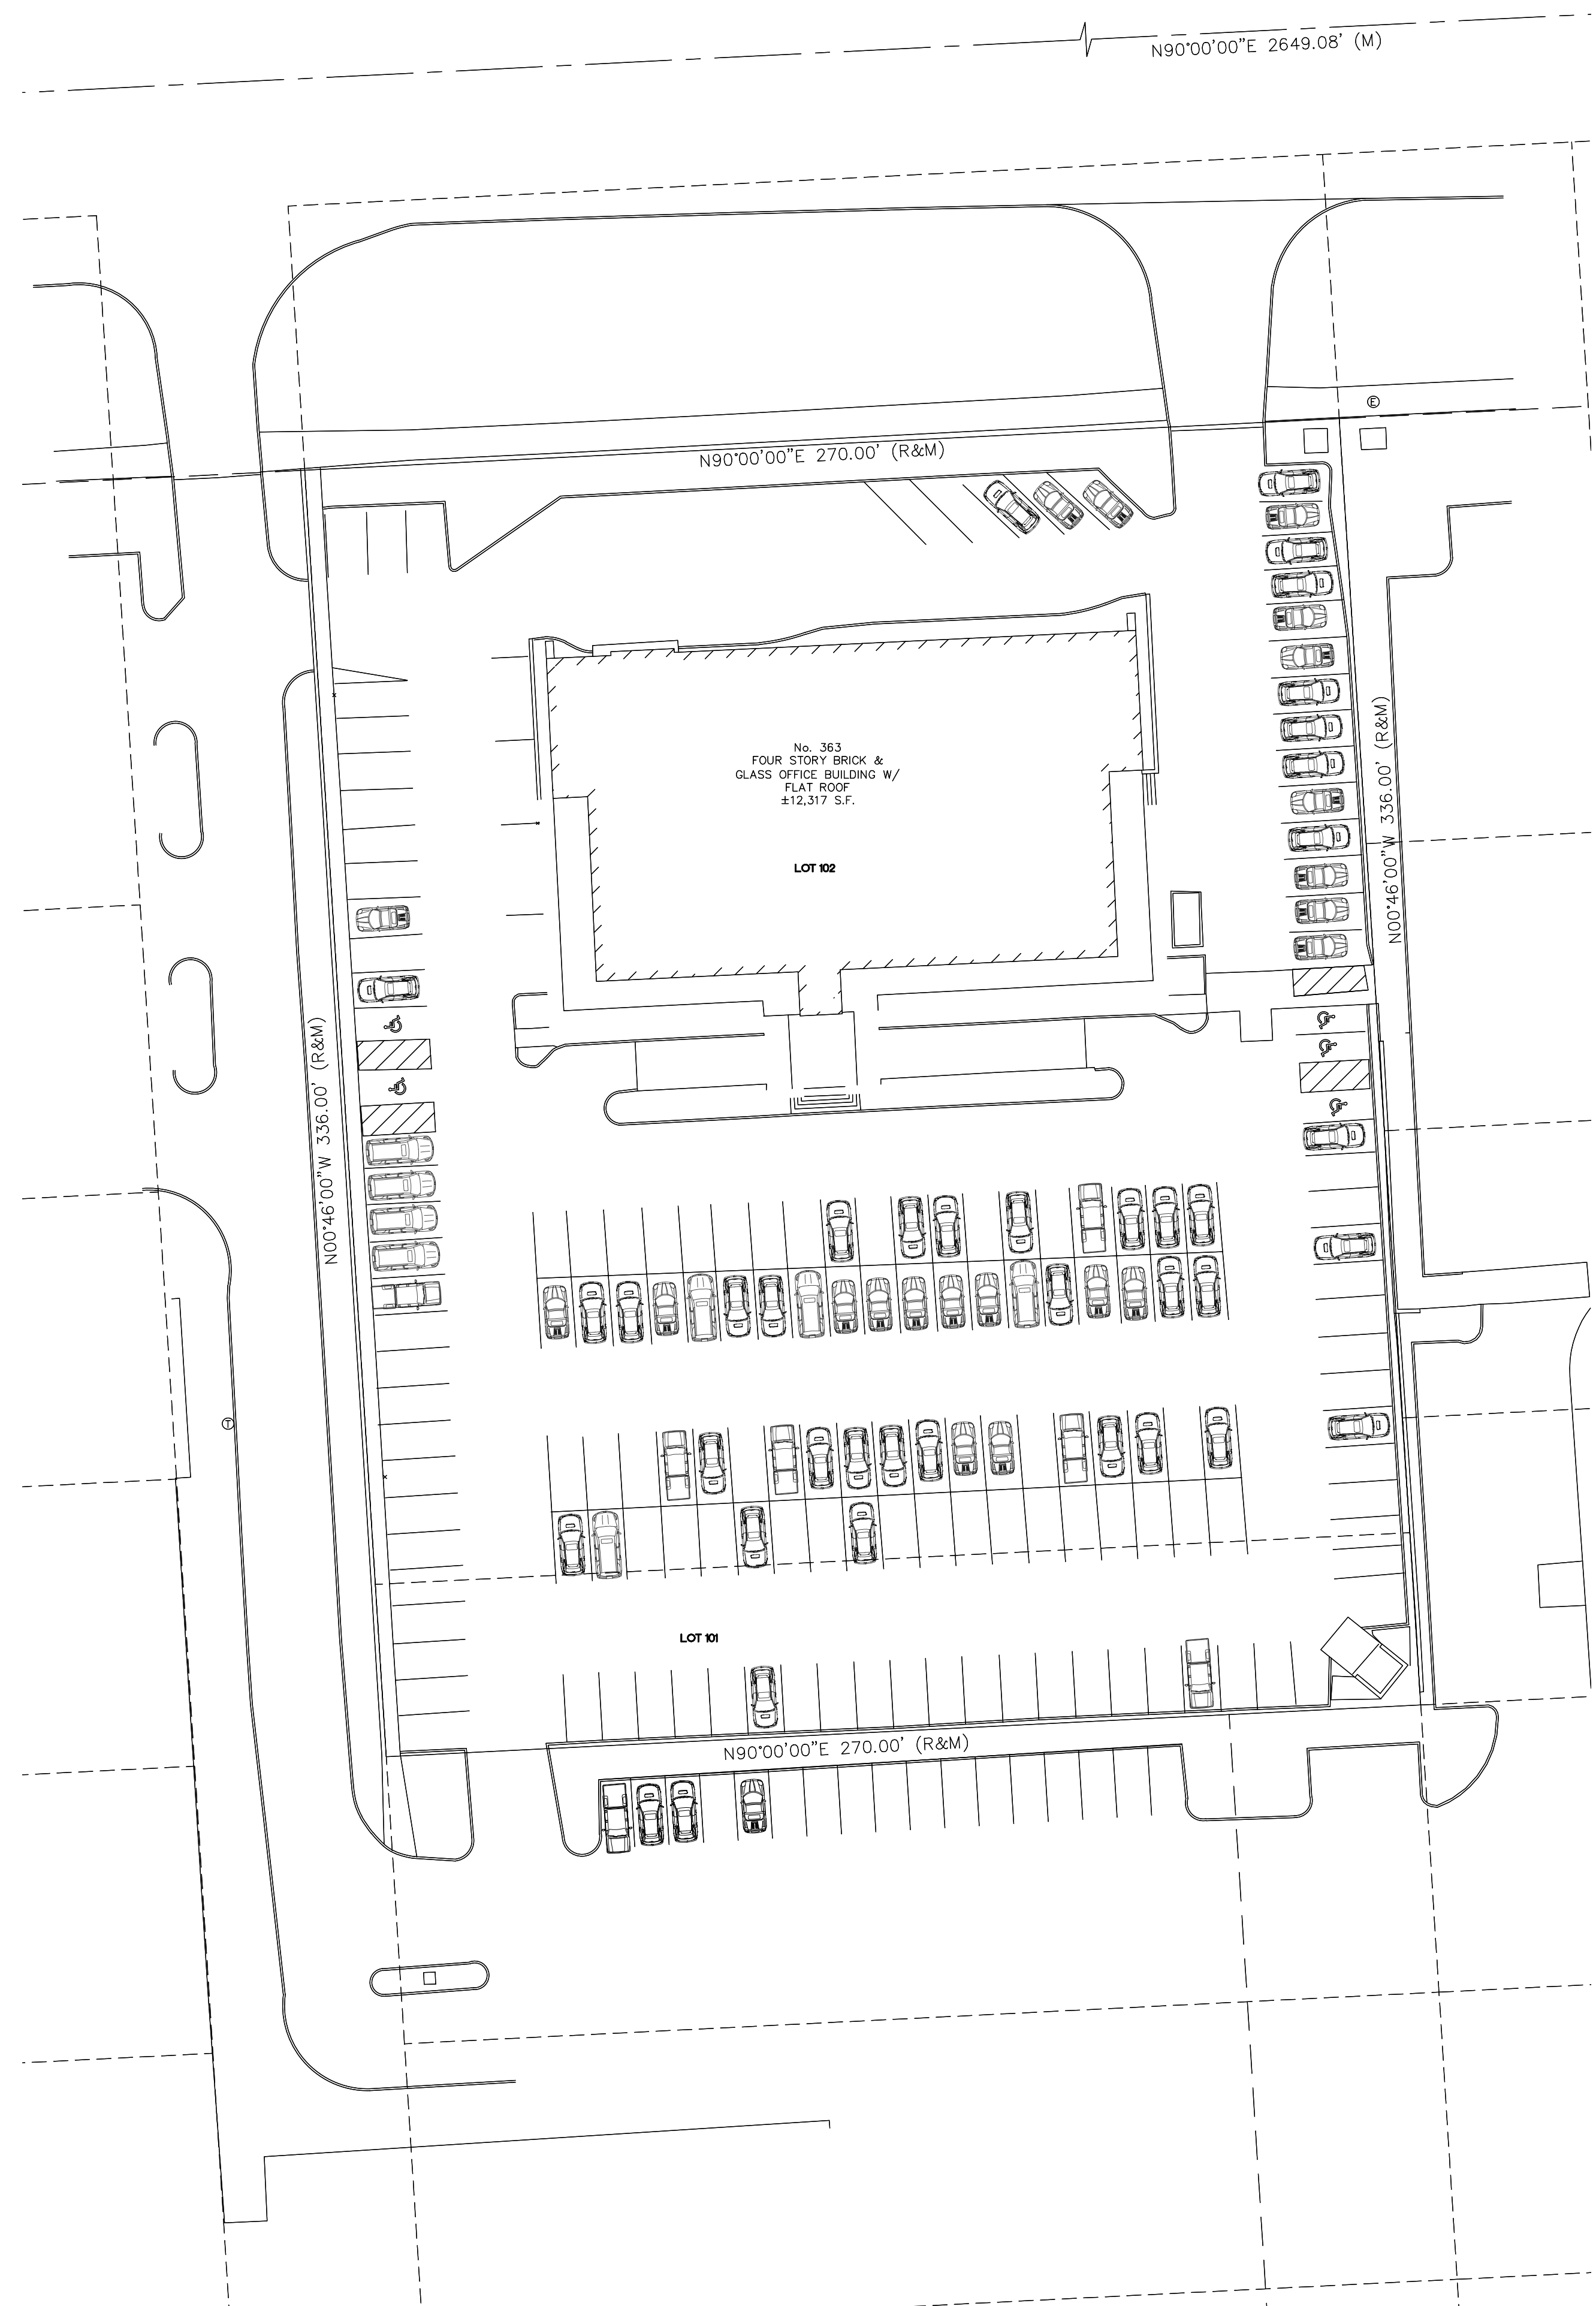 N90°00'00"E 2649.08' (M)
Ⓔ
N90°00'00"E 270.00' (R&M)
No. 363
FOUR STORY BRICK &
GLASS OFFICE BUILDING W/
FLAT ROOF
±12,317 S.F.
LOT 102
N00°46'00"W 336.00' (R&M)
N00°46'00"W 336.00' (R&M)
Ⓣ
LOT 101
N90°00'00"E 270.00' (R&M)